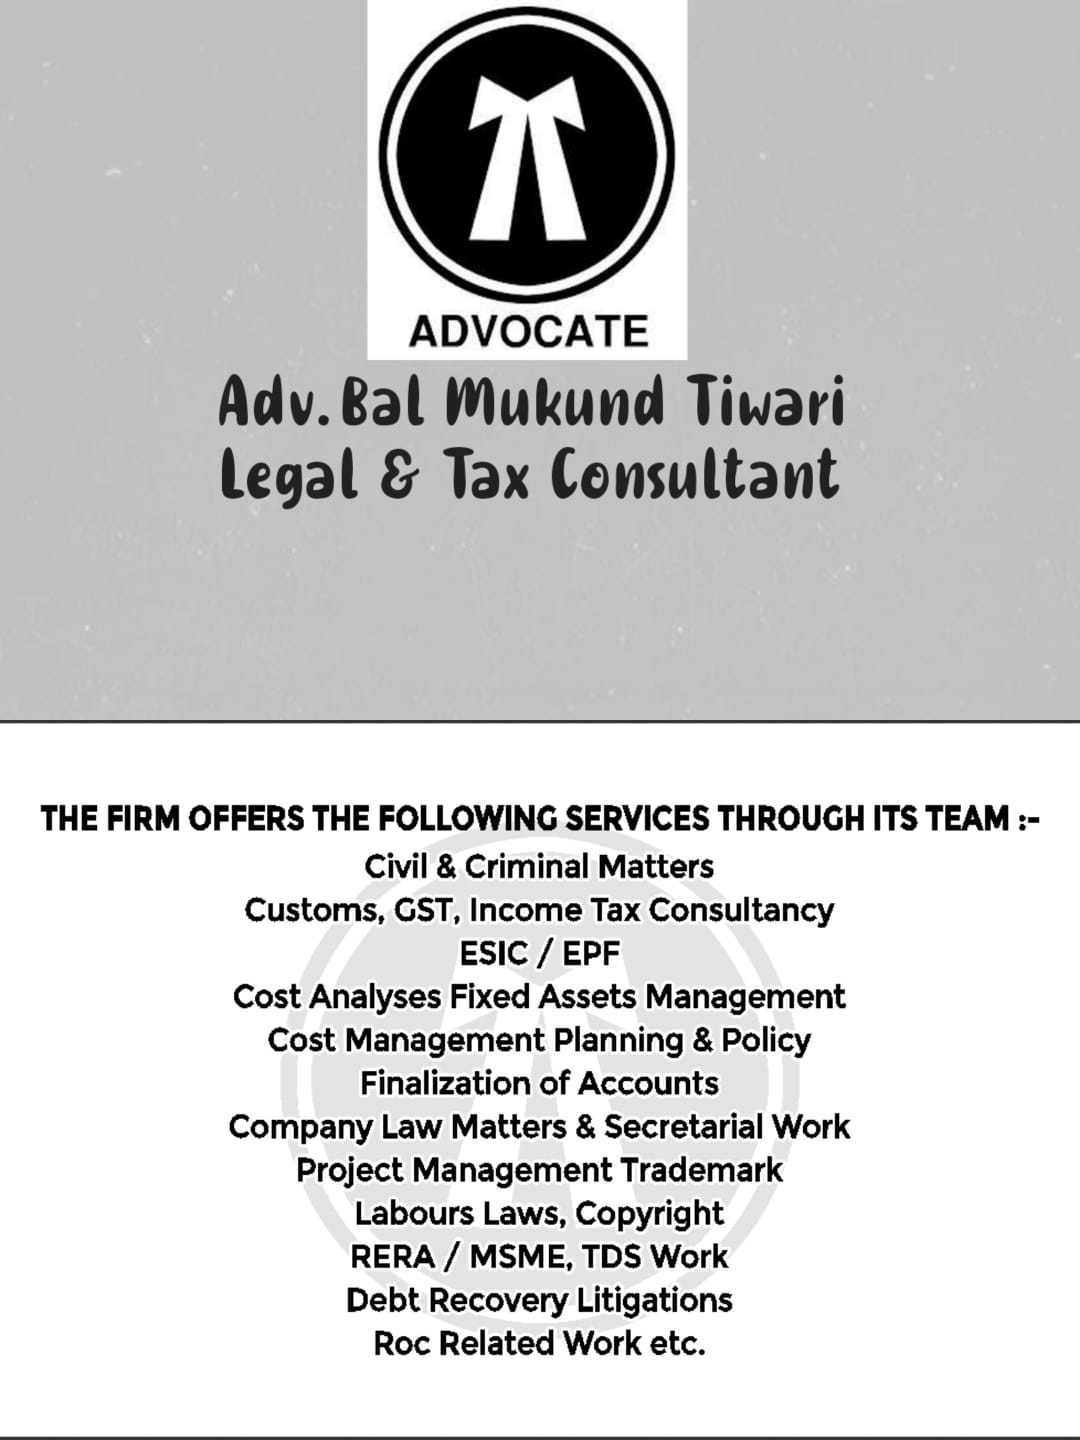 ADVOCATE
Adv. Bal Mukund Tiwari
Legal & Tax Consultant
THE FIRM OFFERS THE FOLLOWING SERVICES THROUGH ITS TEAM :-
Civil & Criminal Matters
Customs, GST, Income Tax Consultancy
ESIC / EPF
Cost Analyses Fixed Assets Management
Cost Management Planning & Policy
Finalization of Accounts
Company Law Matters & Secretarial Work
Project Management Trademark
Labours Laws, Copyright
RERA / MSME, TDS Work
Debt Recovery Litigations
Roc Related Work etc.